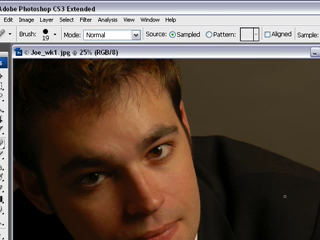 Adobe Photoshop CS3 Extended
Edit Image Layer Select Filter Analysis View Window Help
Brush: 19 Mode: Normal Source: Sampled Pattern: Aligned Sample:
© Joe_wk1.jpg @ 25% (RGB/8)